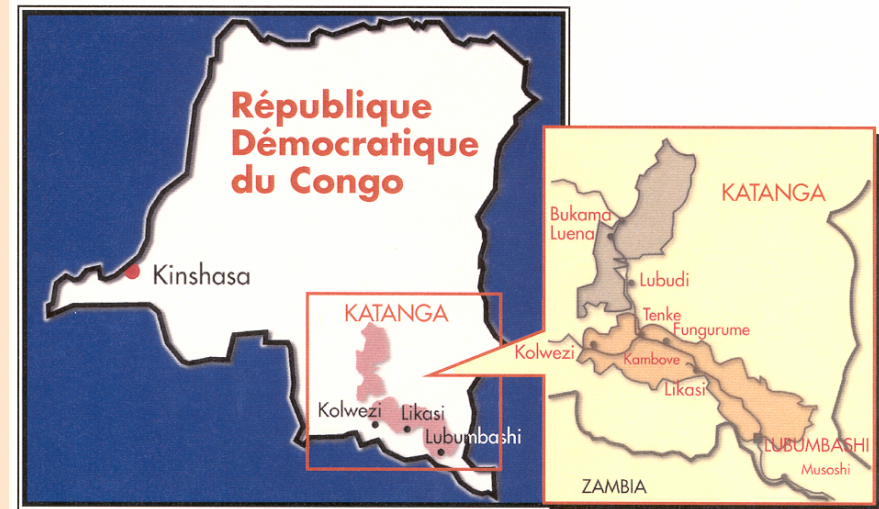 République
Démocratique
du Congo
Kinshasa
KATANGA
Kolwezi
Likasi
Lubumbashi
KATANGA
Bukama
Luena
Lubudi
Tenke
Fungurume
Kolwezi
Kambove
Likasi
LUBUMBASHI
Musoshi
ZAMBIA